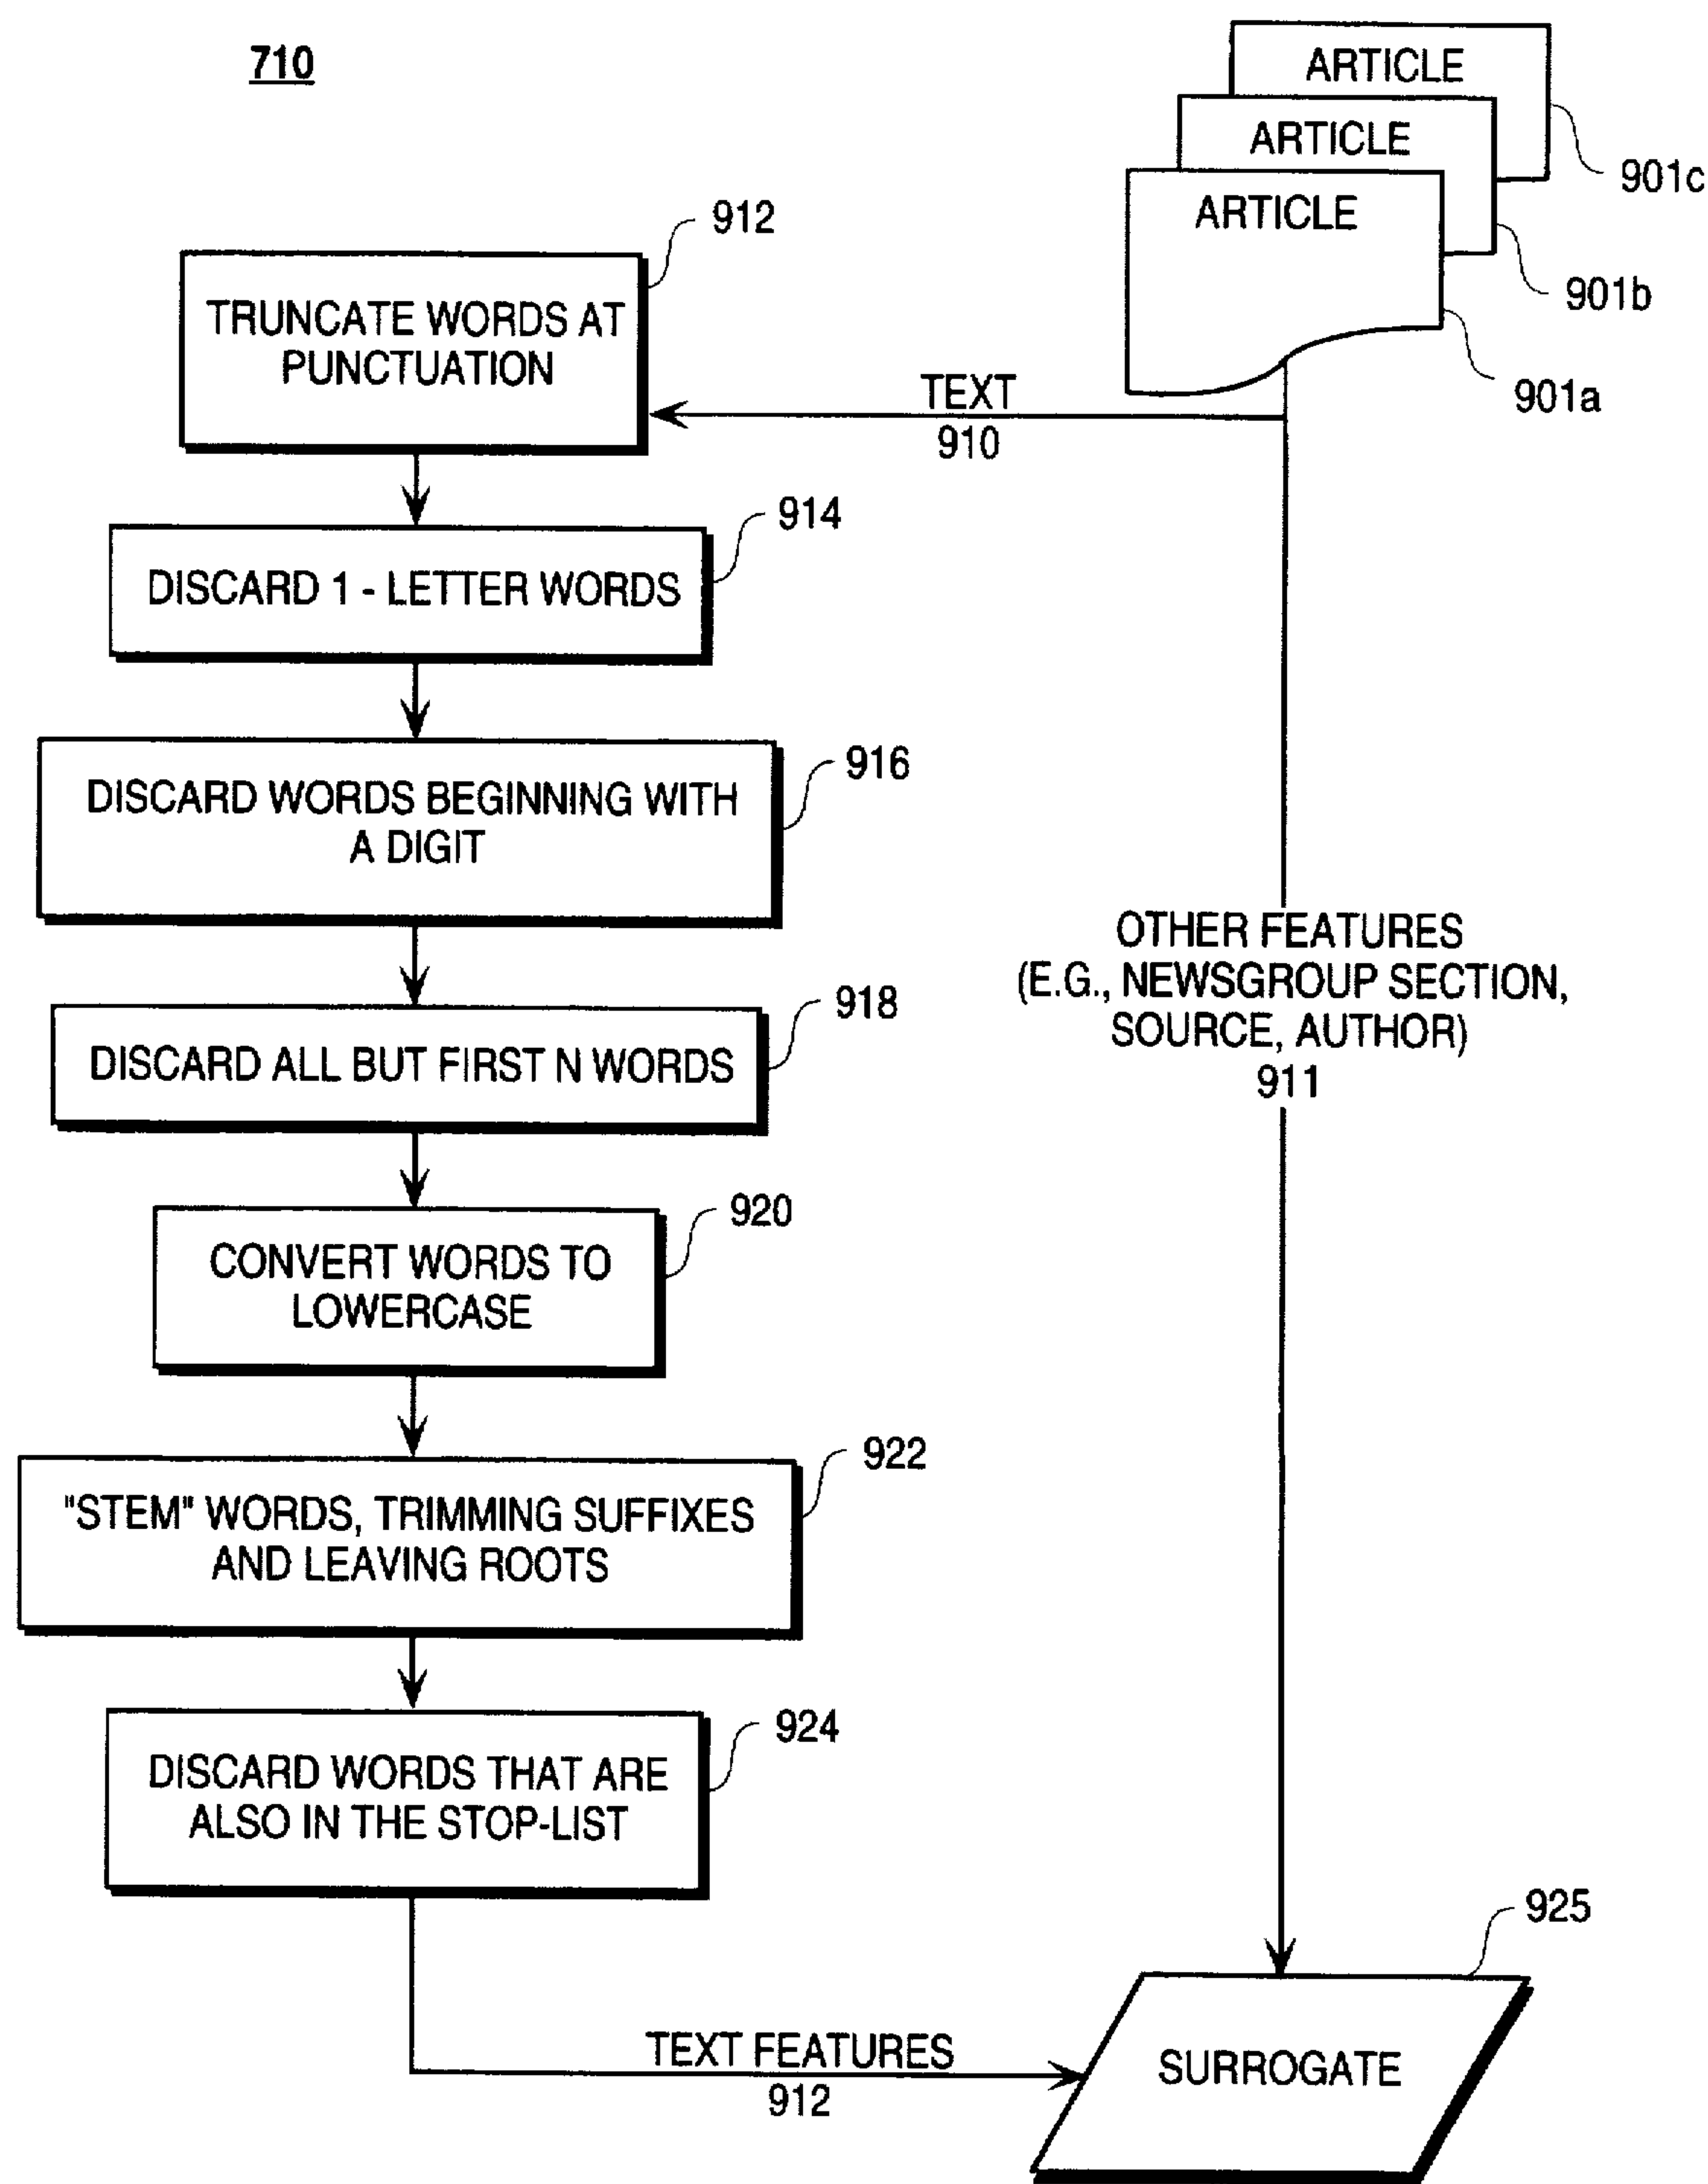 710
ARTICLE
ARTICLE
ARTICLE
901c
901b
901a
912
TRUNCATE WORDS AT
PUNCTUATION
TEXT
910
914
DISCARD 1 - LETTER WORDS
916
DISCARD WORDS BEGINNING WITH
A DIGIT
OTHER FEATURES
(E.G., NEWSGROUP SECTION,
SOURCE, AUTHOR)
911
918
DISCARD ALL BUT FIRST N WORDS
920
CONVERT WORDS TO
LOWERCASE
922
"STEM" WORDS, TRIMMING SUFFIXES
AND LEAVING ROOTS
924
DISCARD WORDS THAT ARE
ALSO IN THE STOP-LIST
TEXT FEATURES
912
925
SURROGATE